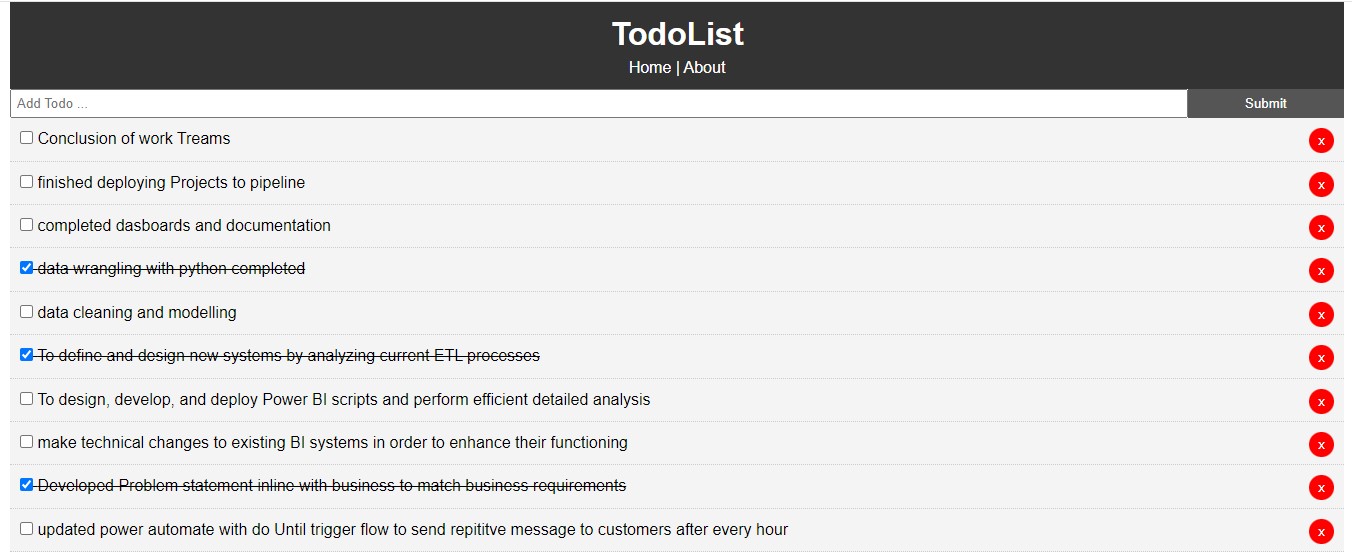 TodoList
Home | About
Add Todo ... Submit
Conclusion of work Treams x
finished deploying Projects to pipeline x
completed dasboards and documentation x
data wrangling with python completed x
data cleaning and modelling x
To define and design new systems by analyzing current ETL processes x
To design, develop, and deploy Power BI scripts and perform efficient detailed analysis x
make technical changes to existing BI systems in order to enhance their functioning x
Developed Problem statement inline with business to match business requirements x
updated power automate with do Until trigger flow to send repititve message to customers after every hour x